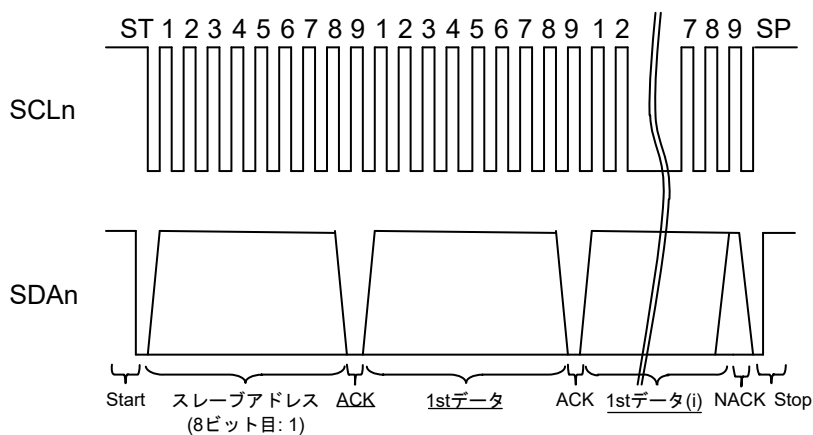 ST 1 2 3 4 5 6 7 8 9 1 2 3 4 5 6 7 8 9 1 2 7 8 9 SP
SCLn
SDAn
Start スレーブアドレス ACK 1stデータ ACK 1stデータ(i) NACK Stop
(8ビット目: 1)